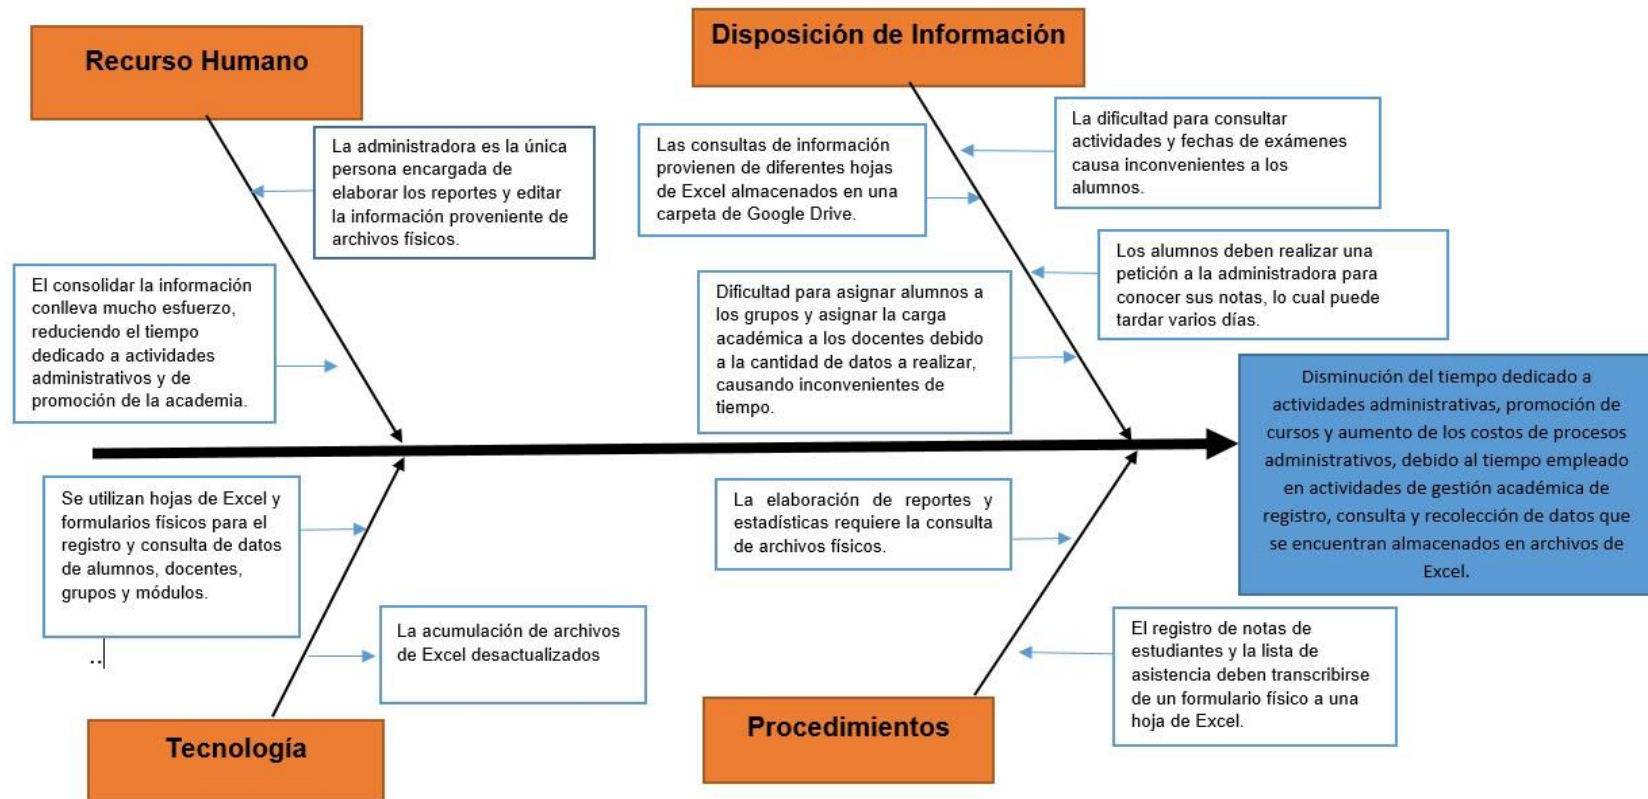 Recurso Humano
Disposición de Información
La administradora es la única
persona encargada de
elaborar los reportes y editar
la información proveniente de
archivos físicos.
El consolidar la información
conlleva mucho esfuerzo,
reduciendo el tiempo
dedicado a actividades
administrativos y de
promoción de la academia.
Las consultas de información
provienen de diferentes hojas
de Excel almacenados en una
carpeta de Google Drive.
La dificultad para consultar
actividades y fechas de exámenes
causa inconvenientes a los
alumnos.
Dificultad para asignar alumnos a
los grupos y asignar la carga
académica a los docentes debido
a la cantidad de datos a realizar,
causando inconvenientes de
tiempo.
Los alumnos deben realizar una
petición a la administradora para
conocer sus notas, lo cual puede
tardar varios días.
Disminución del tiempo dedicado a
actividades administrativas, promoción de
cursos y aumento de los costos de procesos
administrativos, debido al tiempo empleado
en actividades de gestión académica de
registro, consulta y recolección de datos que
se encuentran almacenados en archivos de
Excel.
Se utilizan hojas de Excel y
formularios físicos para el
registro y consulta de datos
de alumnos, docentes,
grupos y módulos.
..
La acumulación de archivos
de Excel desactualizados
La elaboración de reportes y
estadísticas requiere la consulta
de archivos físicos.
El registro de notas de
estudiantes y la lista de
asistencia deben transcribirse
de un formulario físico a una
hoja de Excel.
Tecnología
Procedimientos